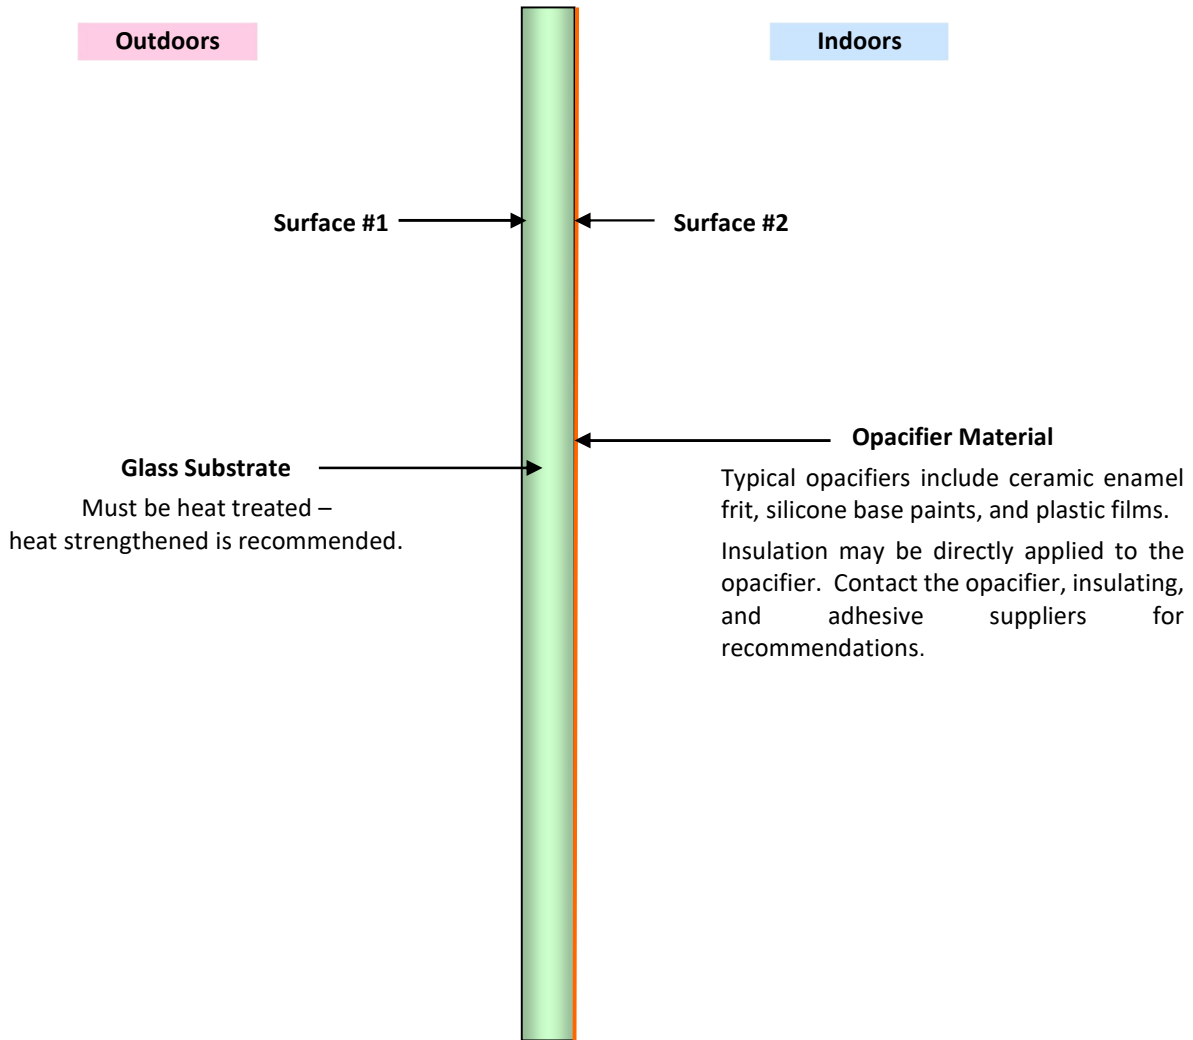 Outdoors
Indoors
Surface #1
Surface #2
Glass Substrate
Must be heat treated –
heat strengthened is recommended.
Opacifier Material
Typical opacifiers include ceramic enamel
frit, silicone base paints, and plastic films.
Insulation may be directly applied to the
opacifier. Contact the opacifier, insulating,
and adhesive suppliers for
recommendations.